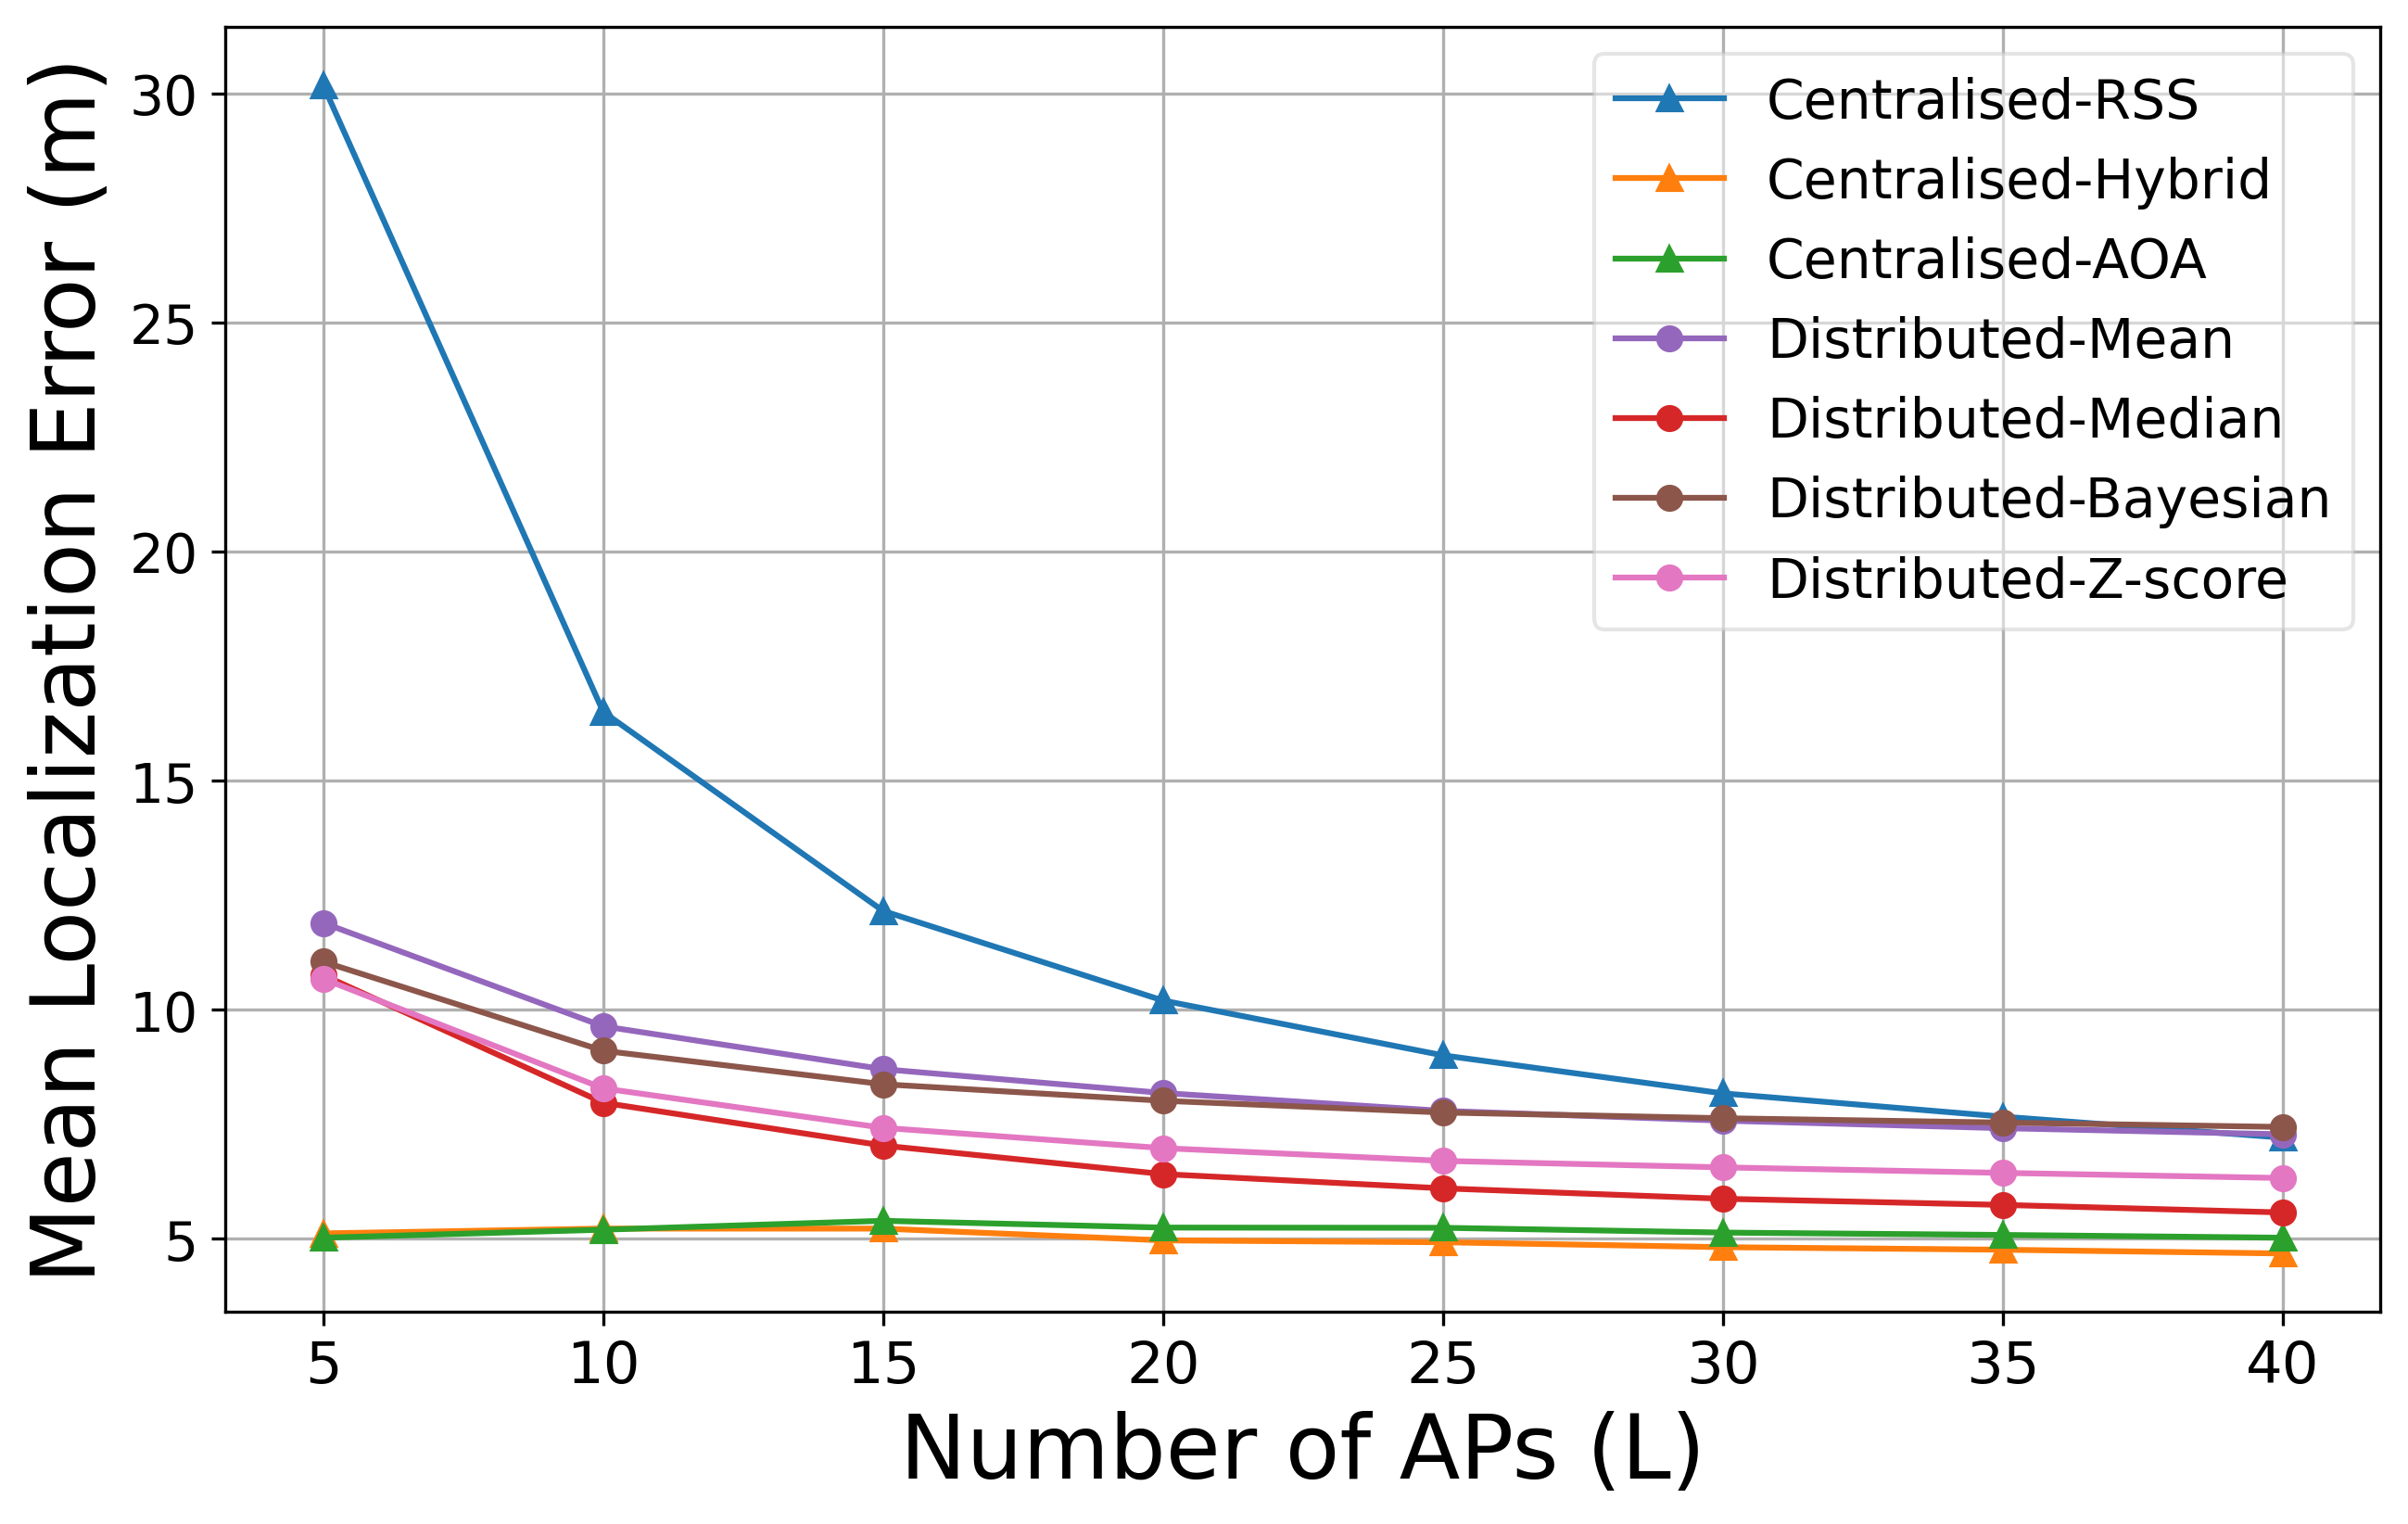 Mean Localization Error (m)
30
25
20
15
10
5
Centralised-RSS
Centralised-Hybrid
Centralised-AOA
Distributed-Mean
Distributed-Median
Distributed-Bayesian
Distributed-Z-score
5 10 15 20 25 30 35 40
Number of APs (L)